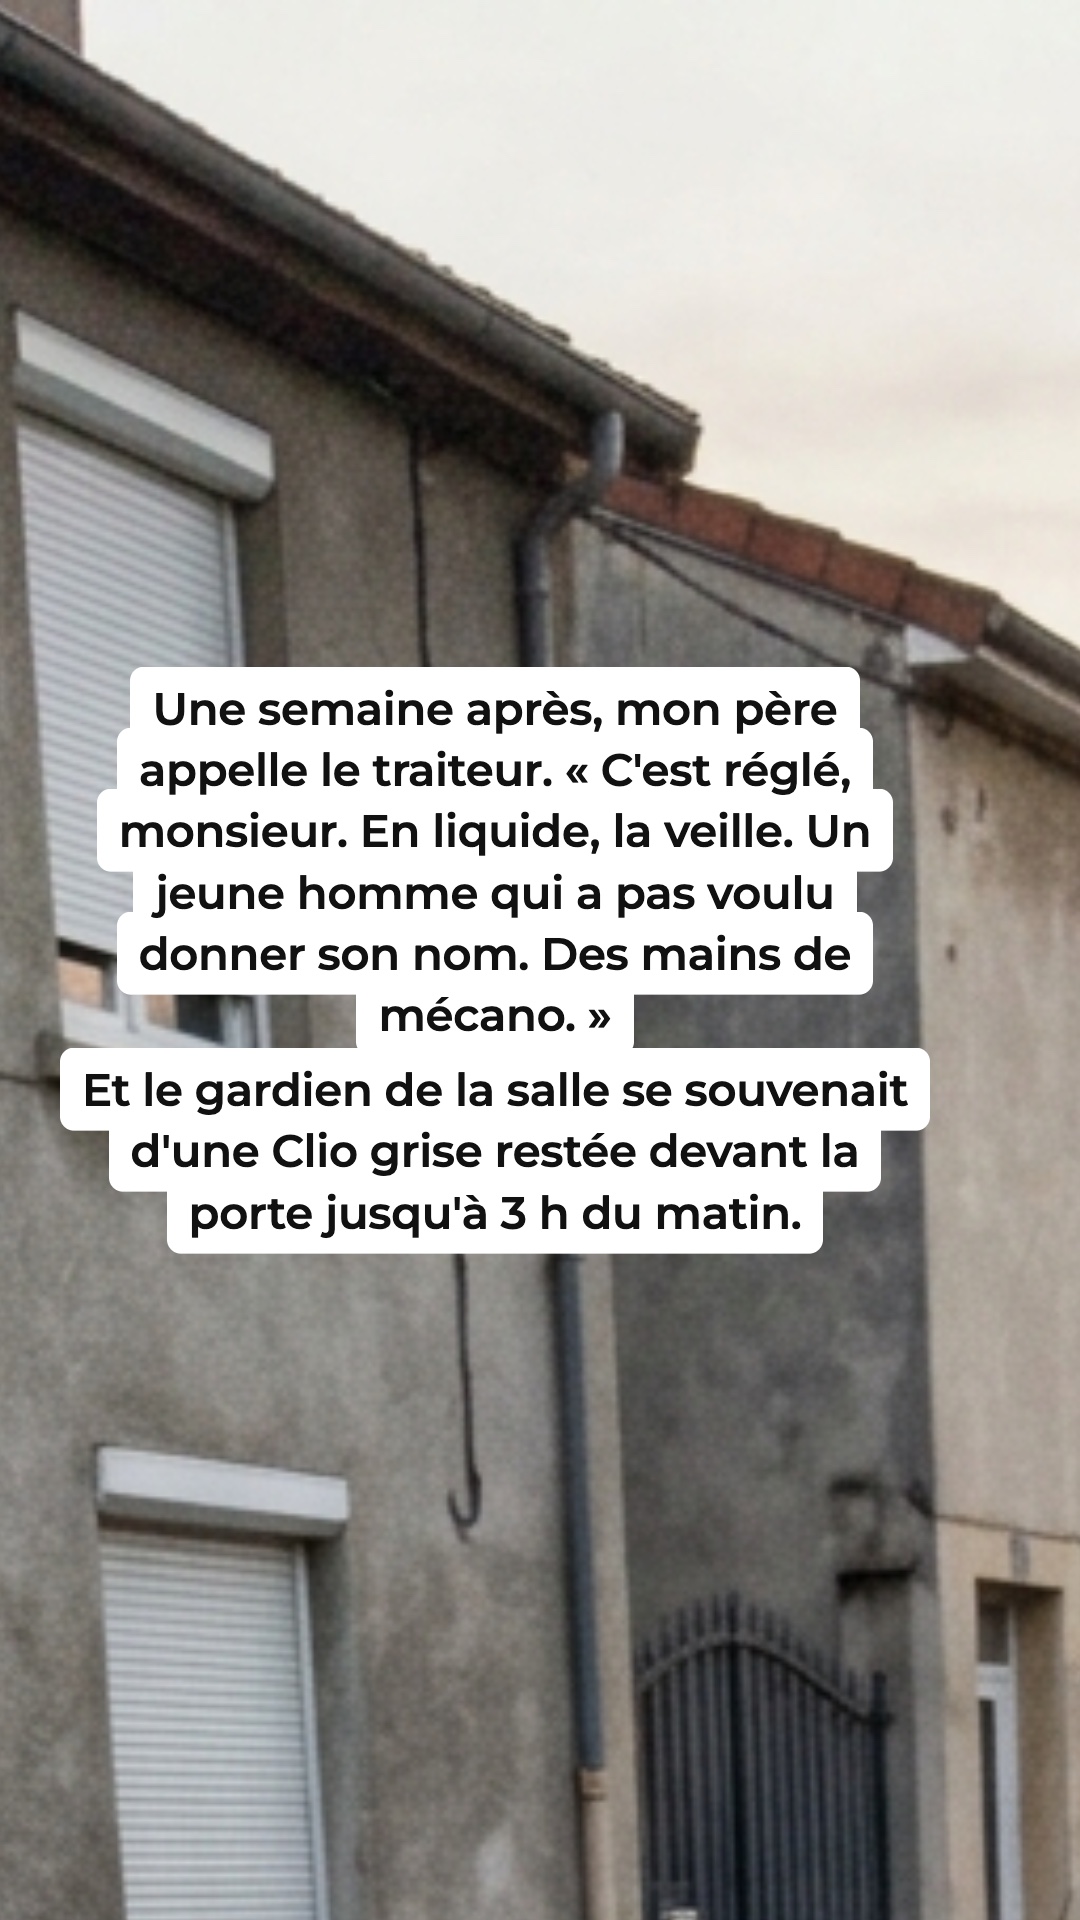 Une semaine après, mon père
appelle le traiteur. « C'est réglé,
monsieur. En liquide, la veille. Un
jeune homme qui a pas voulu
donner son nom. Des mains de
mécano. »
Et le gardien de la salle se souvenait
d'une Clio grise restée devant la
porte jusqu'à 3 h du matin.